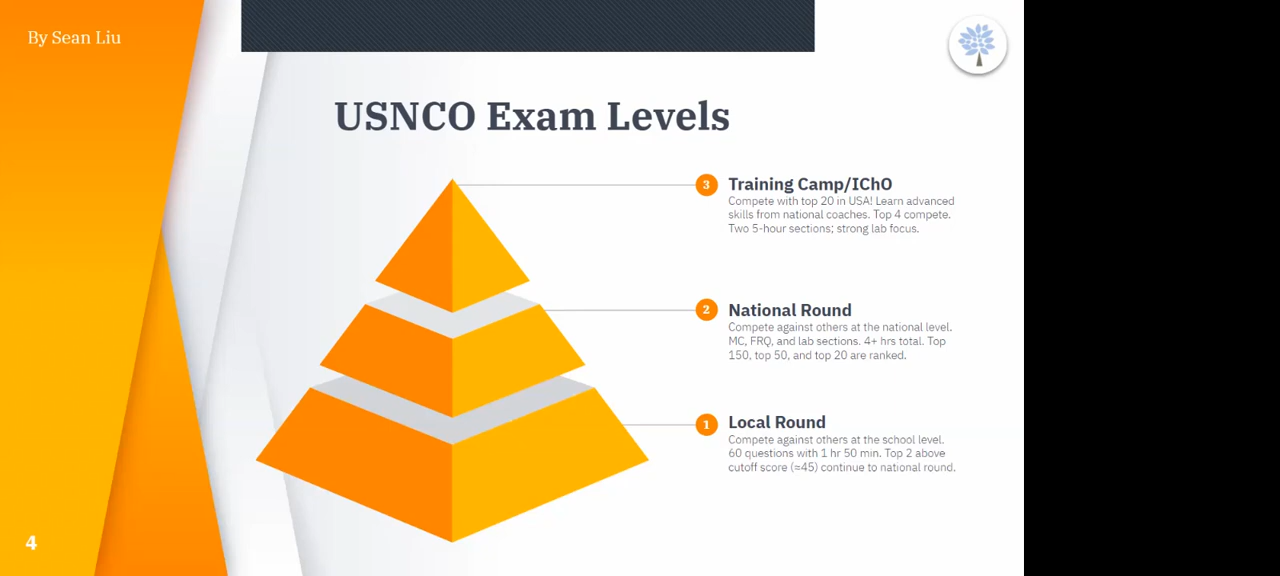 By Sean Liu
USNCO Exam Levels
3
Training Camp/IChO
Compete with top 20 in USA! Learn advanced
skills from national coaches. Top 4 compete.
Two 5-hour sections; strong lab focus.
2
National Round
Compete against others at the national level.
MC, FRQ, and lab sections. 4+ hrs total. Top
150, top 50, and top 20 are ranked.
1
Local Round
Compete against others at the school level.
60 questions with 1 hr 50 min. Top 2 above
cutoff score (≈45) continue to national round.
4